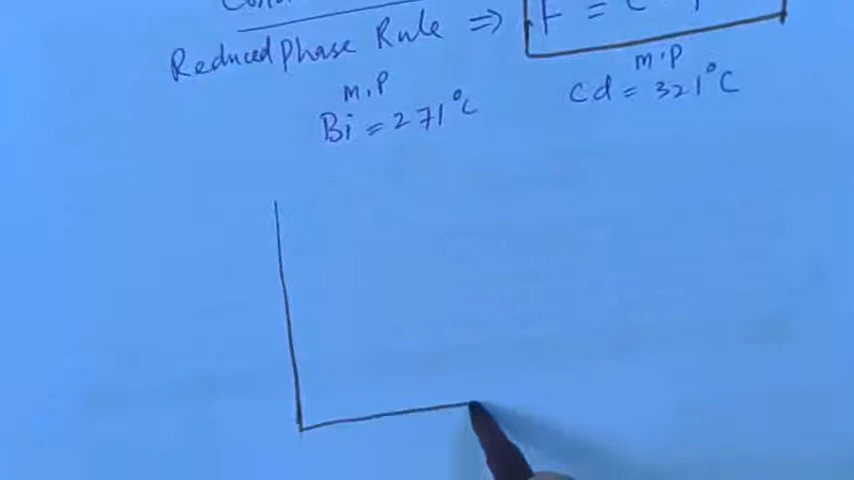 Reduced Phase Rule ⇒ F = C - P
m.P
Bi = 271°C
m.P
Cd = 321°C